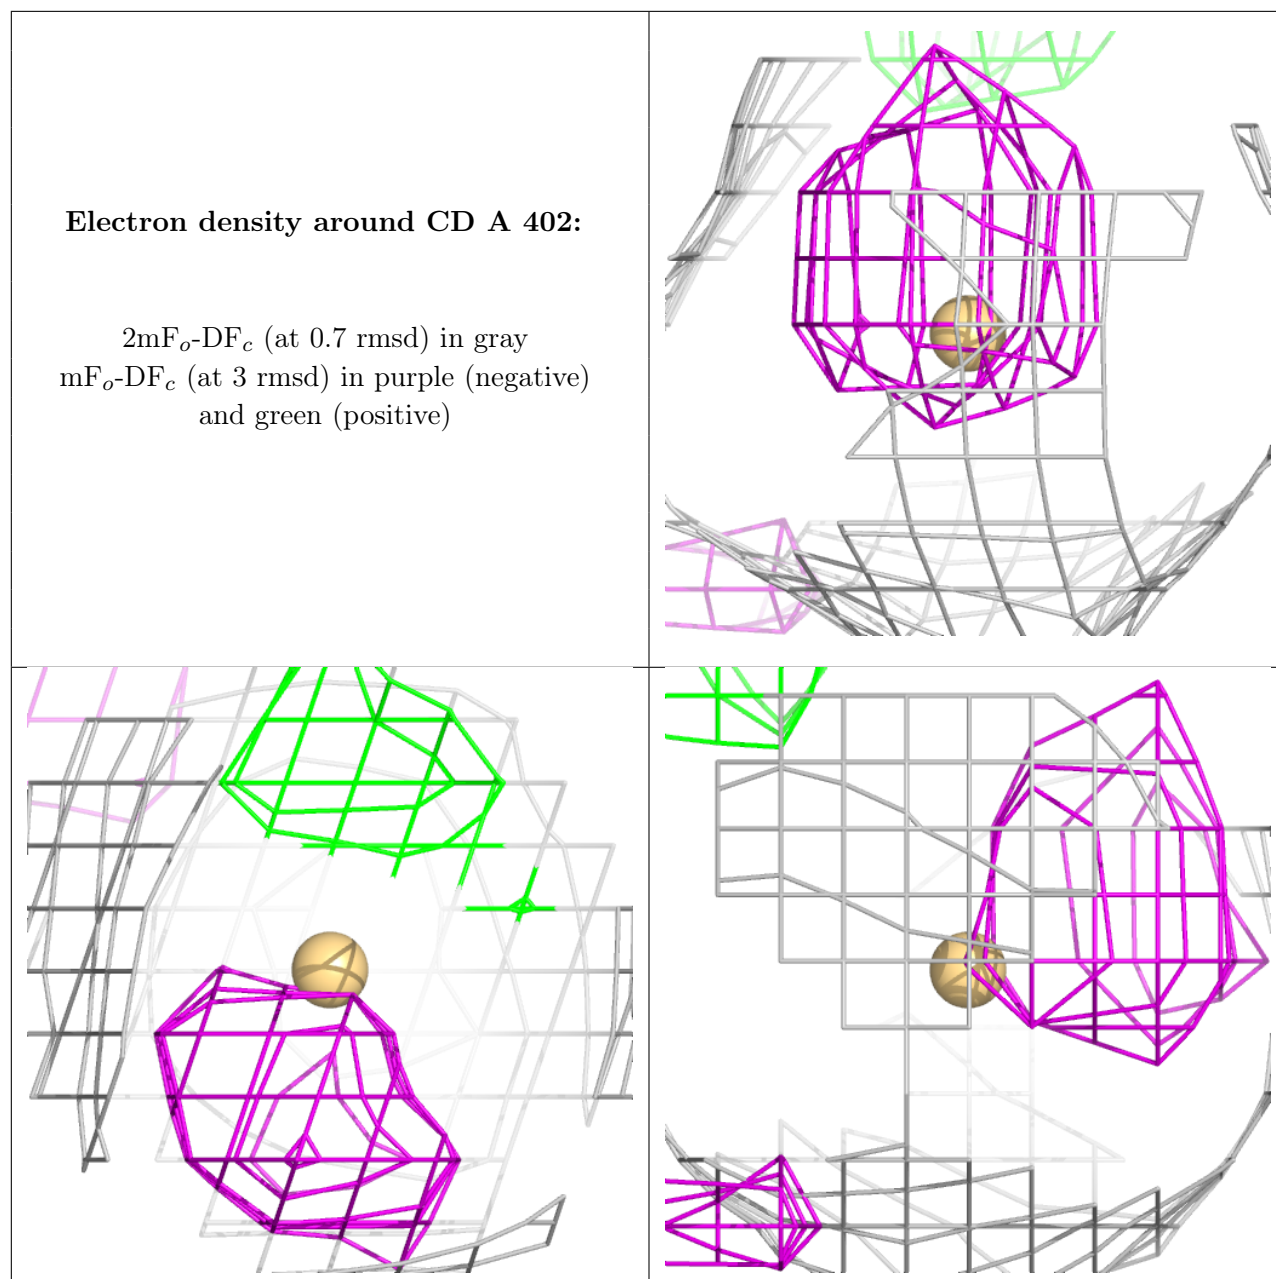 Electron density around CD A 402:
2mFo-DFc (at 0.7 rmsd) in gray
mFo-DFc (at 3 rmsd) in purple (negative)
and green (positive)